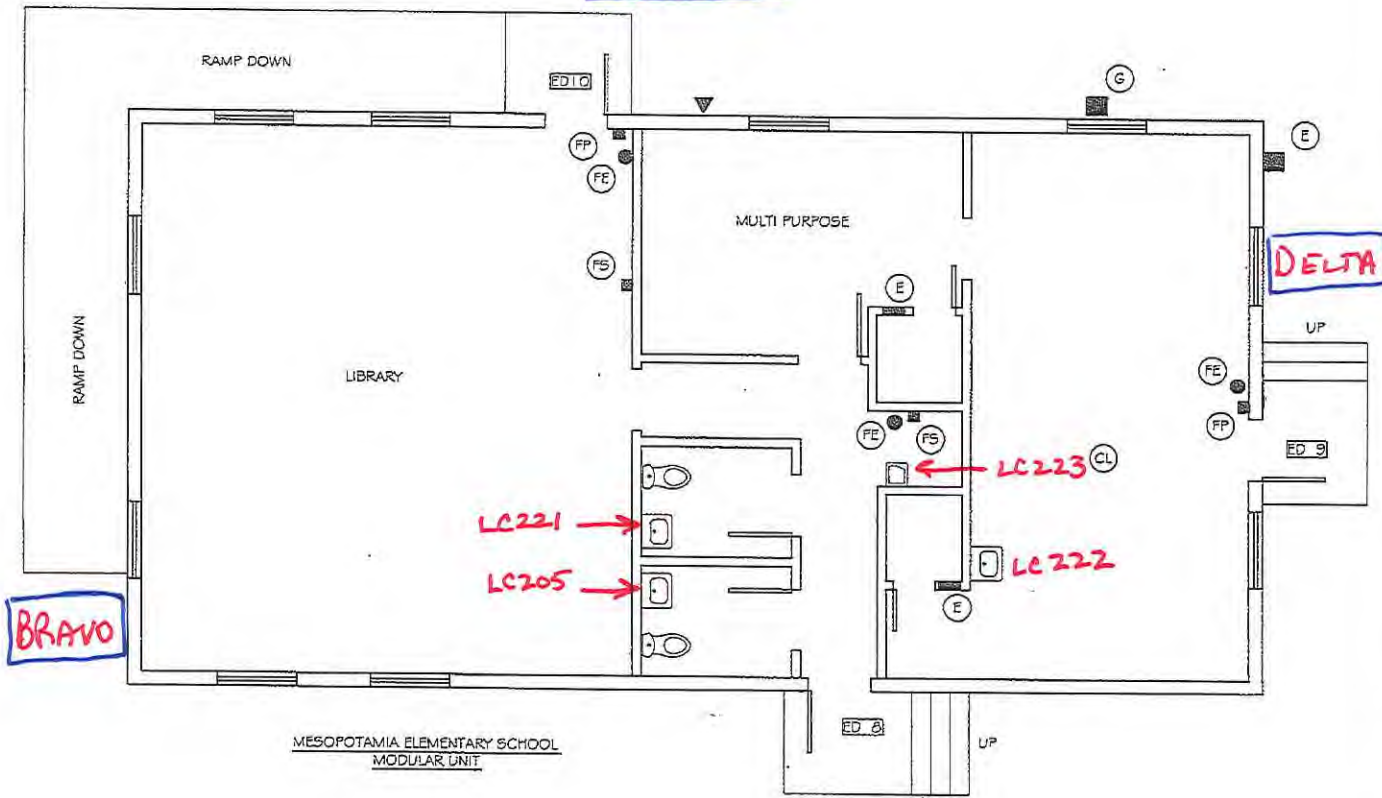 RAMP DOWN
ED10
G
E
FP
FE
MULTI PURPOSE
FS
DELTA
E
UP
RAMP DOWN
LIBRARY
FE
FP
FE
FS
ED 9
LC223
CL
LC221
LC222
LC205
E
BRAVO
ED 8
UP
MESOPOTAMIA ELEMENTARY SCHOOL
MODULAR UNIT